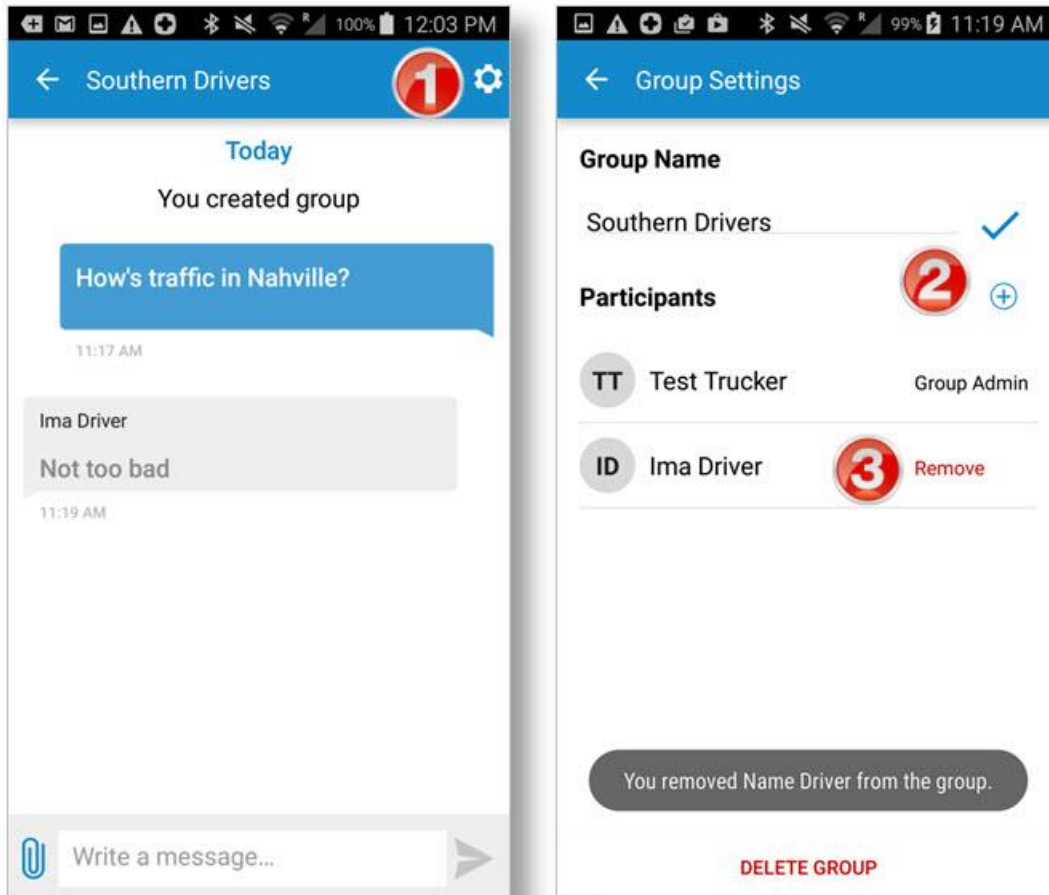 100% 12:03 PM
Southern Drivers
1
Today
You created group
How's traffic in Nahville?
11:17 AM
Ima Driver
Not too bad
11:19 AM
Write a message...
99% 11:19 AM
Group Settings
Group Name
Southern Drivers
2
Participants
TT Test Trucker Group Admin
ID Ima Driver 3 Remove
You removed Name Driver from the group.
DELETE GROUP